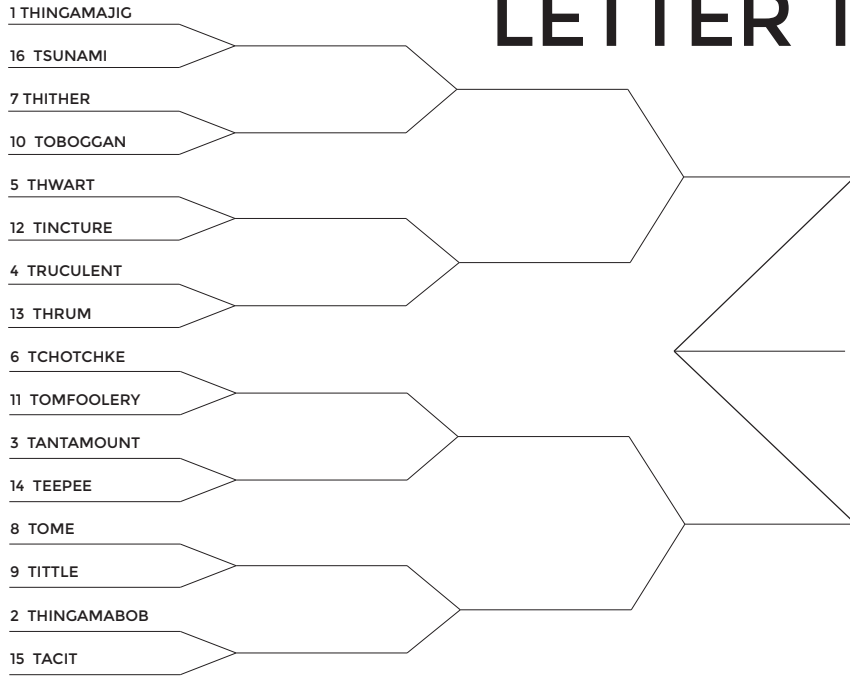 LETTER T
1 THINGAMAJIG
16 TSUNAMI
7 THITHER
10 TOBOGGAN
5 THWART
12 TINCTURE
4 TRUCULENT
13 THRUM
6 TCHOTCHKE
11 TOMFOOLERY
3 TANTAMOUNT
14 TEEPEE
8 TOME
9 TITTLE
2 THINGAMABOB
15 TACIT